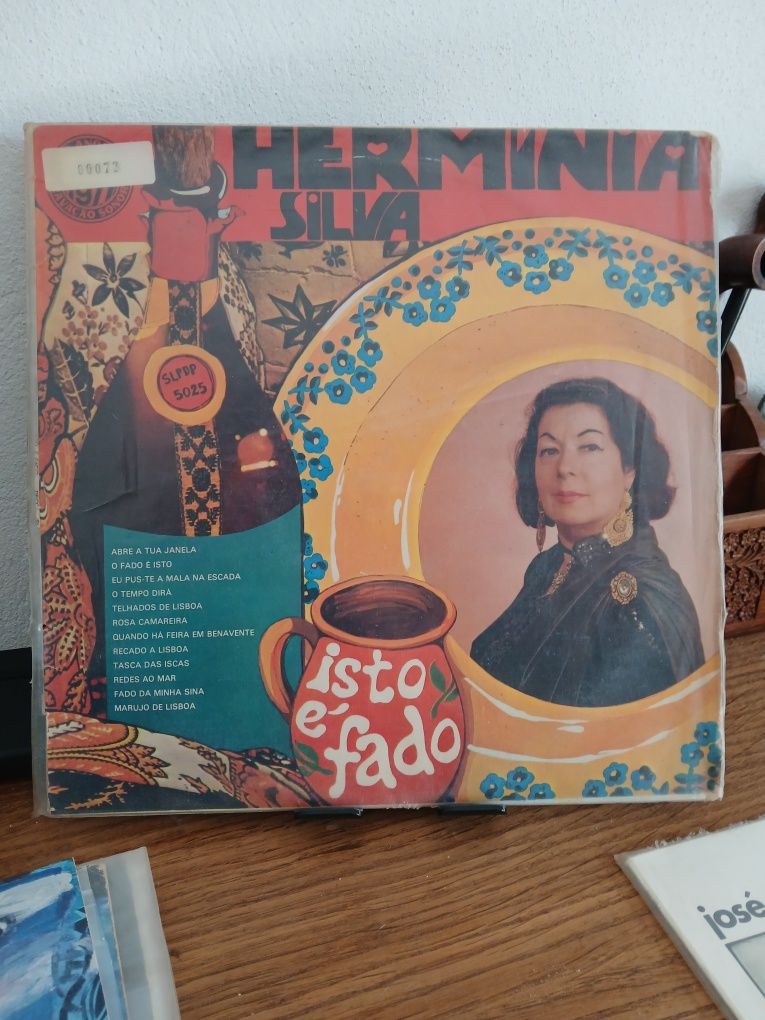 HERMÍNIA
SILVA
00073
SLPDP
5025
ABRE A TUA JANELA
O FADO É ISTO
EU PUS-TE A MALA NA ESCADA
O TEMPO DIRÁ
TELHADOS DE LISBOA
ROSA CAMAREIRA
QUANDO HÁ FEIRA EM BENAVENTE
RECADO A LISBOA
TASCA DAS ISCAS
REDES AO MAR
FADO DA MINHA SINA
MARUJO DE LISBOA
isto
é fado
josé